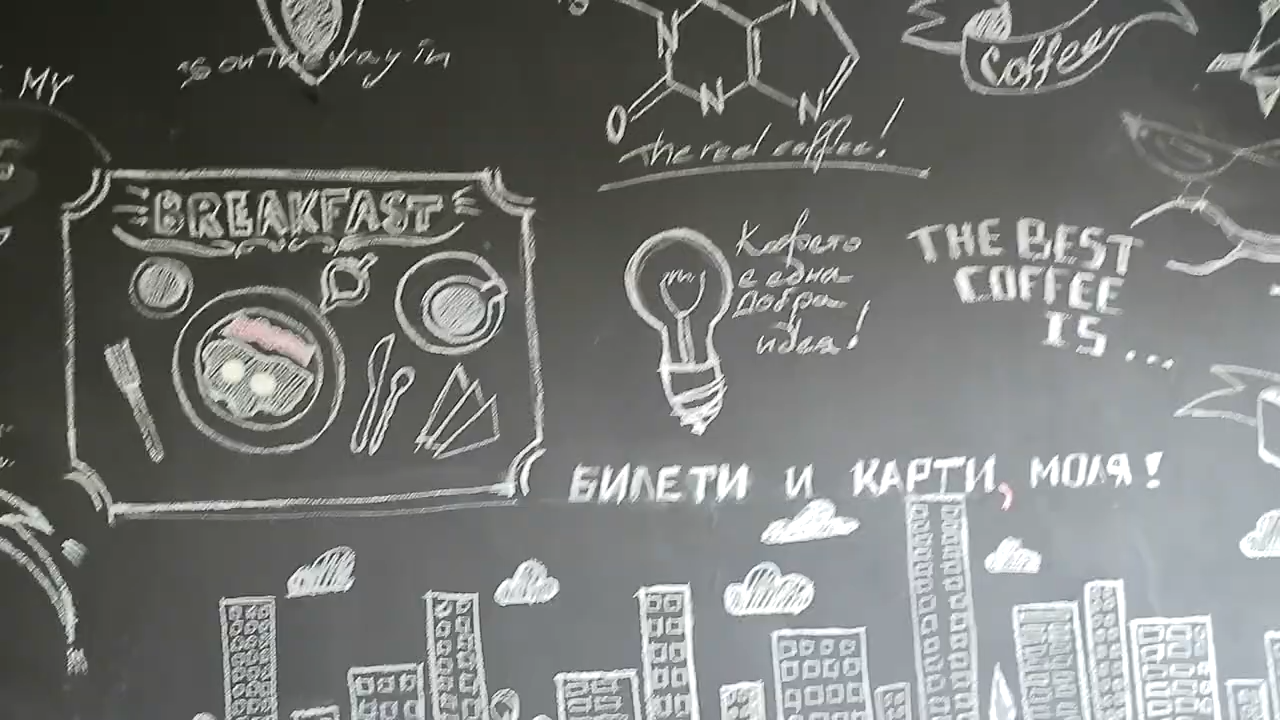 MY
is on the way in
N
N
N
N
O
The real coffee!
Coffee
BREAKFAST
Кафето
е една
добра
идея!
THE BEST
COFFEE
IS...
БИЛЕТИ И КАРТИ, МОЛЯ!